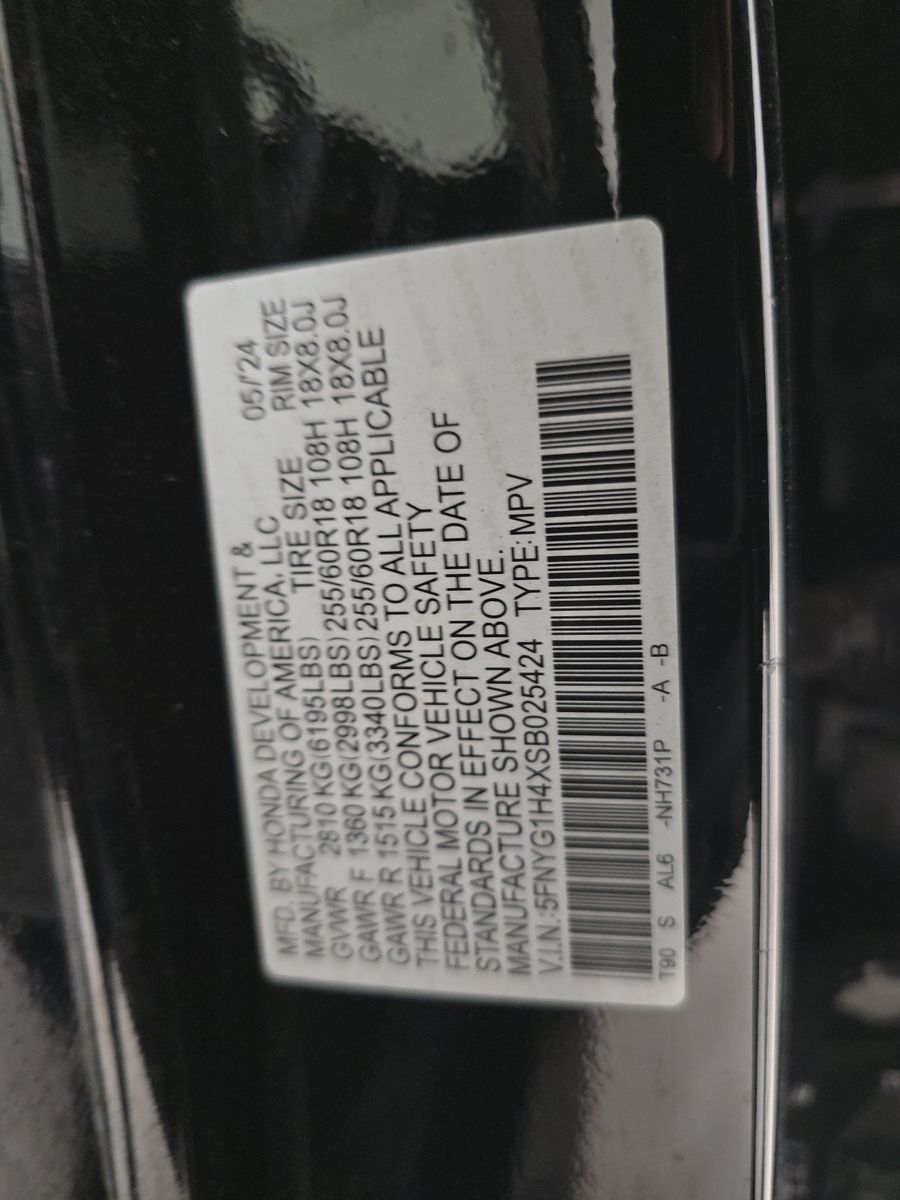 MFD. BY HONDA DEVELOPMENT &
MANUFACTURING OF AMERICA, LLC 05/'24
TIRE SIZE RIM SIZE
GVWR 2810 KG(6195LBS)
GAWR F 1360 KG(2998LBS) 255/60R18 108H 18X8.0J
GAWR R 1515 KG(3340LBS) 255/60R18 108H 18X8.0J
THIS VEHICLE CONFORMS TO ALL APPLICABLE
FEDERAL MOTOR VEHICLE SAFETY
STANDARDS IN EFFECT ON THE DATE OF
MANUFACTURE SHOWN ABOVE.
V.I.N.:5FNYG1H4XSB025424 TYPE:MPV
T90 S AL6 -NH731P -A -B